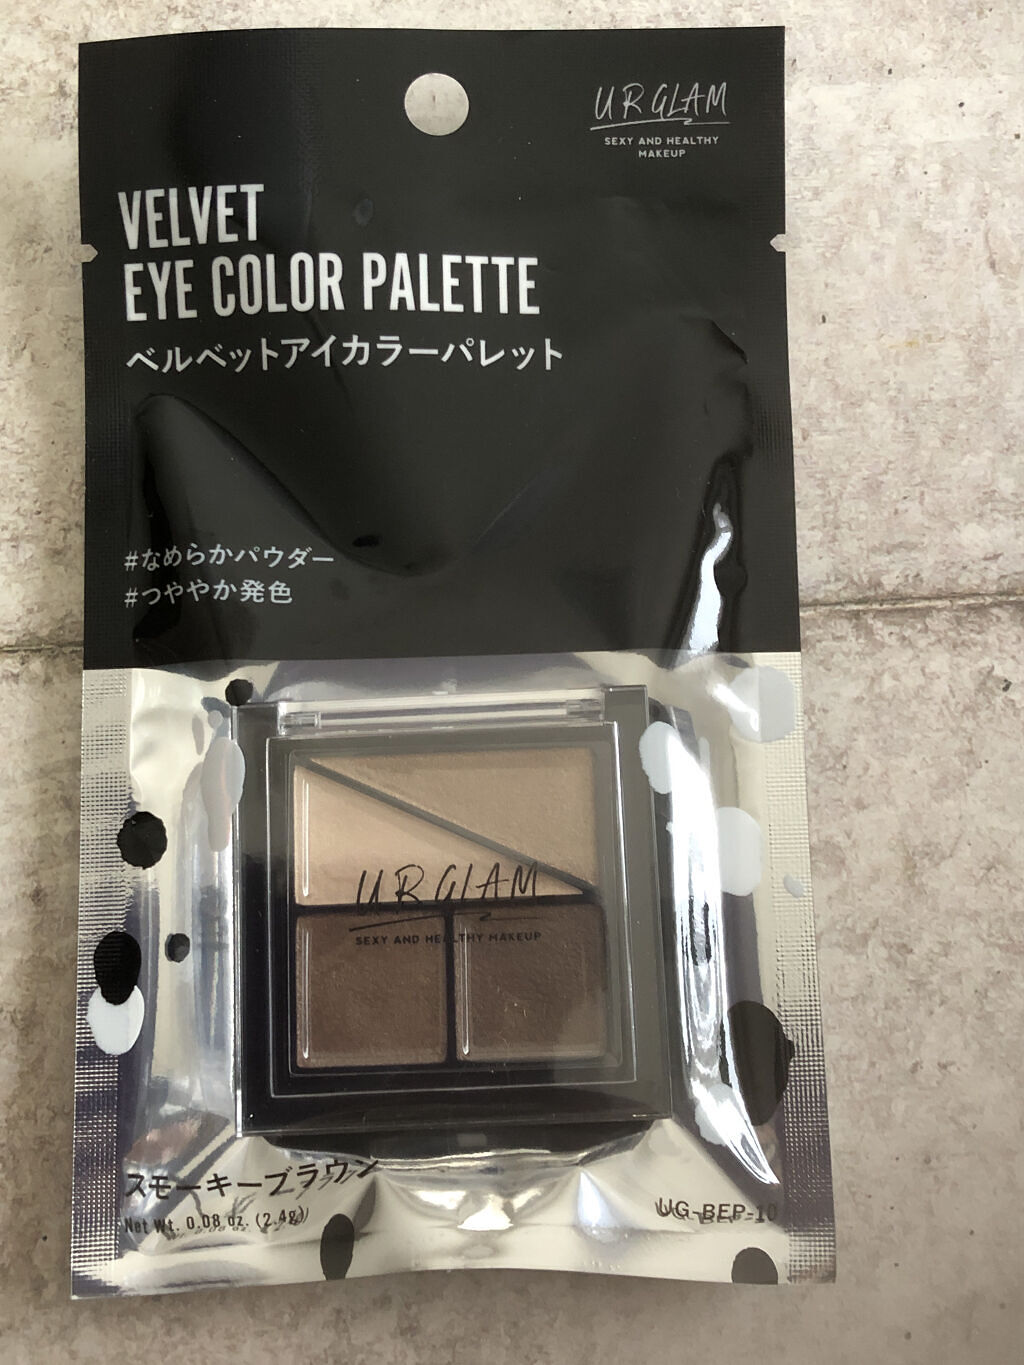 UR GLAM
SEXY AND HEALTHY
MAKEUP
VELVET
EYE COLOR PALETTE
ベルベットアイカラーパレット
#なめらかパウダー
#つややか発色
UR GLAM
SEXY AND HEALTHY MAKEUP
スモーキーブラウン
Net Wt. 0.08 oz. (2.4g)
UG-BEP-10